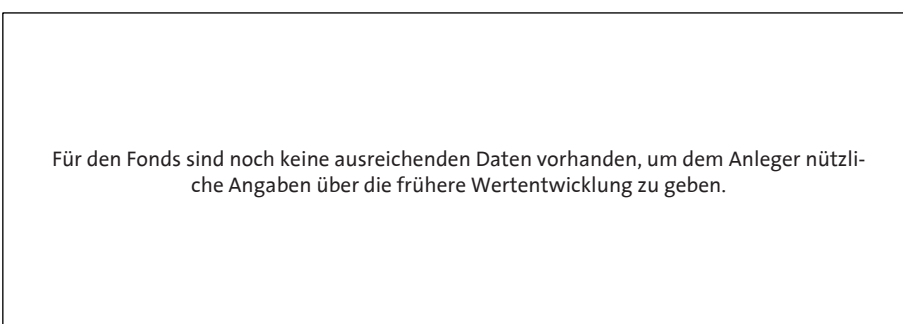 Für den Fonds sind noch keine ausreichenden Daten vorhanden, um dem Anleger nützli-
che Angaben über die frühere Wertentwicklung zu geben.